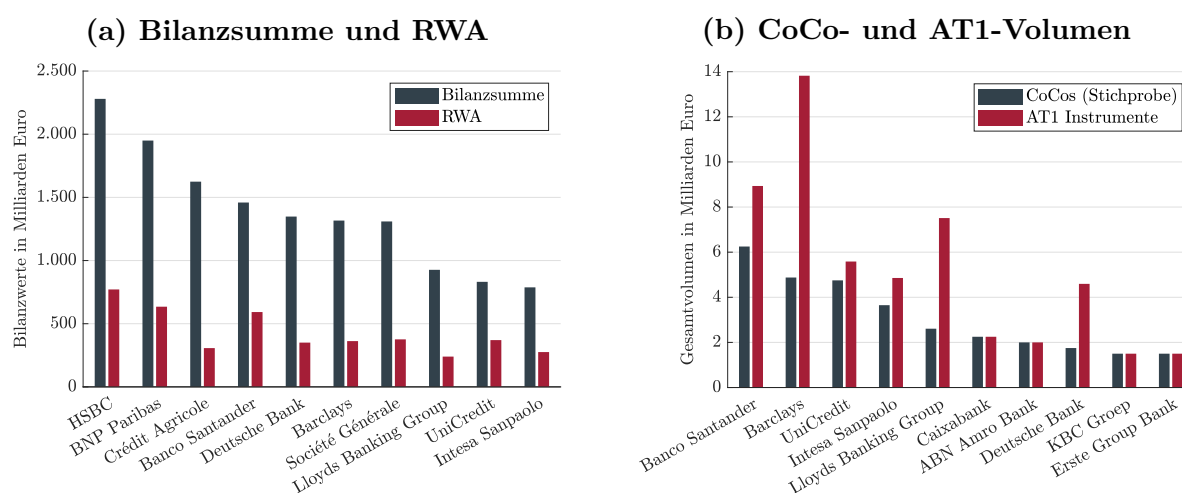 (a) Bilanzsumme und RWA
Bilanzwerte in Milliarden Euro
2.500
2.000
1.500
1.000
500
0
Bilanzsumme
RWA
HSBC
BNP Paribas
Crédit Agricole
Banco Santander
Deutsche Bank
Barclays
Société Générale
Lloyds Banking Group
UniCredit
Intesa Sanpaolo
(b) CoCo- und AT1-Volumen
Gesamtvolumen in Milliarden Euro
14
12
10
8
6
4
2
0
CoCos (Stichprobe)
AT1 Instrumente
Banco Santander
Barclays
UniCredit
Intesa Sanpaolo
Lloyds Banking Group
Caixabank
ABN Amro Bank
Deutsche Bank
KBC Groep
Erste Group Bank